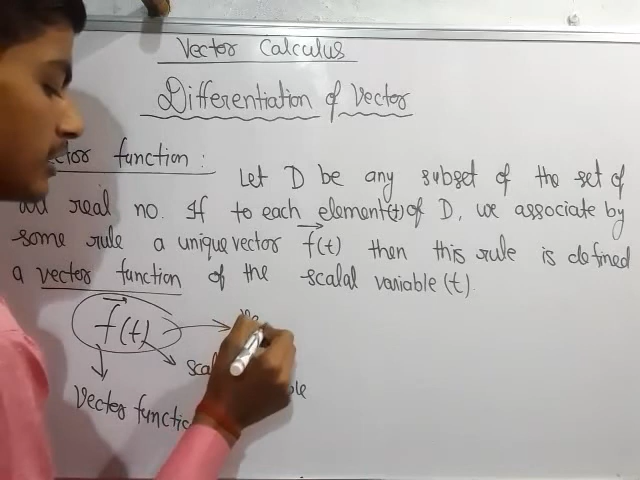 Vector Calculus
Differentiation of Vector
function : Let D be any subset of the set of
real no. If to each element(t) of D, we associate by
some rule a unique vector f(t) then this rule is defined
a vector function of the scalal variable (t).
f(t)
Vector